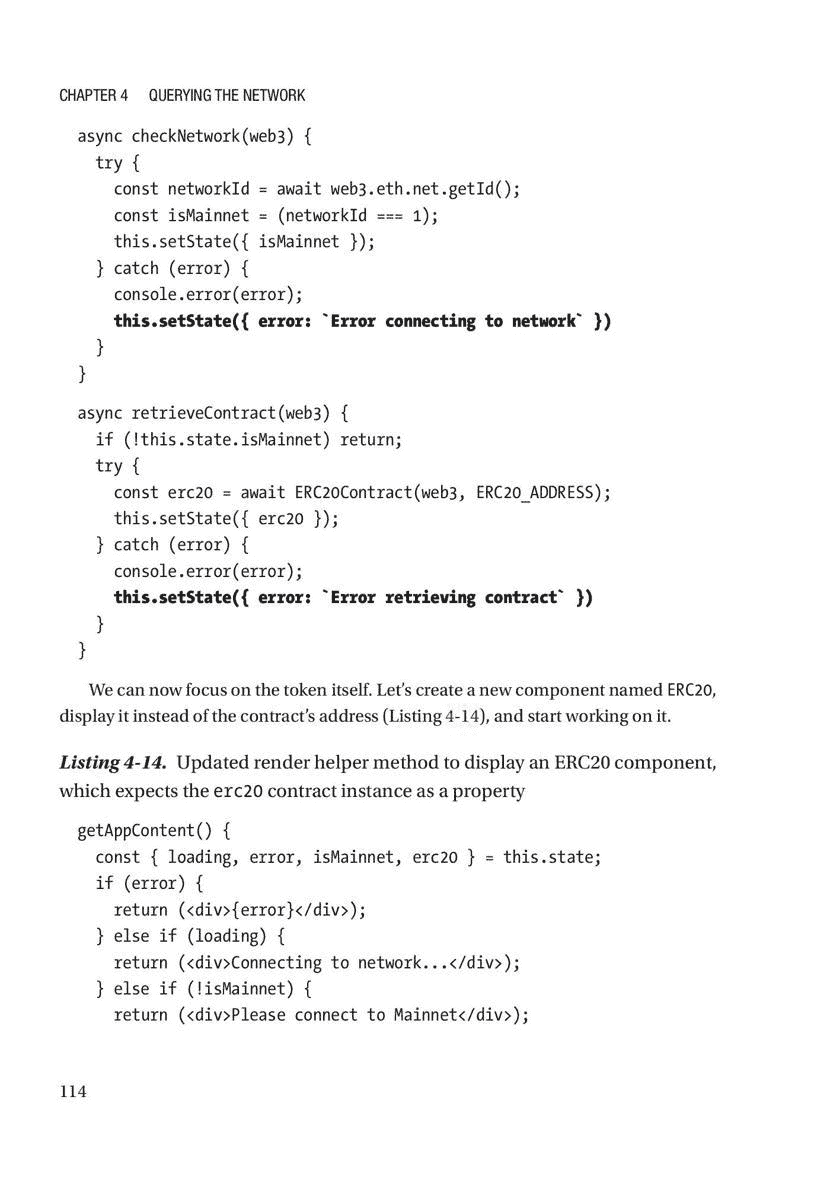 CHAPTER 4 QUERYING THE NETWORK
async checkNetwork(web3) {
try {
const networkId = await web3.eth.net.getId();
const isMainnet = (networkId === 1);
this.setState({ isMainnet });
} catch (error) {
console.error(error);
this.setState({ error: `Error connecting to network` })
}
}
async retrieveContract(web3) {
if (!this.state.isMainnet) return;
try {
const erc20 = await ERC20Contract(web3, ERC20_ADDRESS);
this.setState({ erc20 });
} catch (error) {
console.error(error);
this.setState({ error: `Error retrieving contract` })
}
}
We can now focus on the token itself. Let’s create a new component named ERC20,
display it instead of the contract’s address (Listing 4-14), and start working on it.
Listing 4-14. Updated render helper method to display an ERC20 component,
which expects the erc20 contract instance as a property
getAppContent() {
const { loading, error, isMainnet, erc20 } = this.state;
if (error) {
return (<div>{error}</div>);
} else if (loading) {
return (<div>Connecting to network...</div>);
} else if (!isMainnet) {
return (<div>Please connect to Mainnet</div>);
114